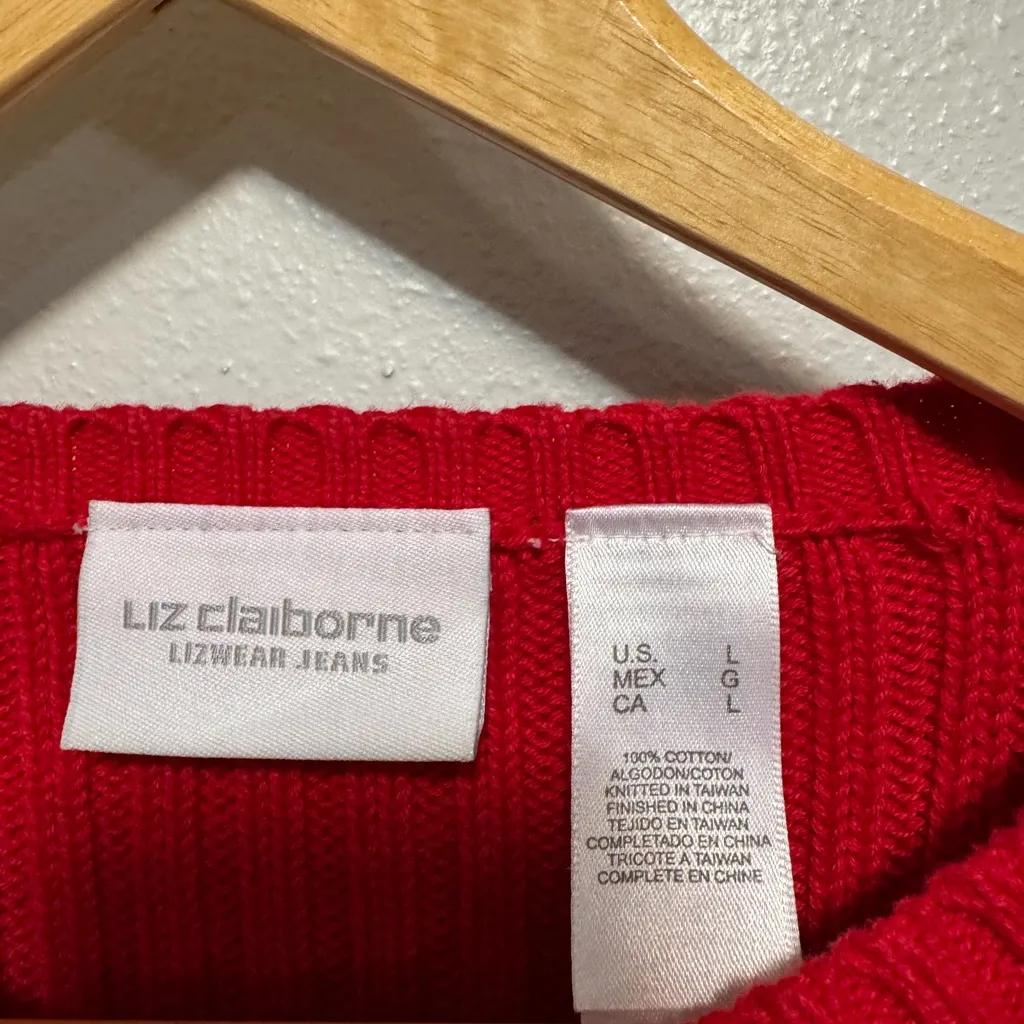 LIZ claiborne
LIZWEAR JEANS
U.S. L
MEX G
CA L
100% COTTON/
ALGODON/COTON
KNITTED IN TAIWAN
FINISHED IN CHINA
TEJIDO EN TAIWAN
COMPLETADO EN CHINA
TRICOTE A TAIWAN
COMPLETE EN CHINE